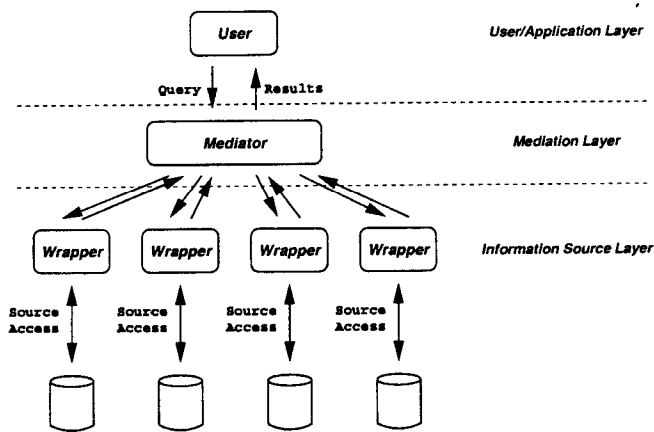 User
User/Application Layer
Query
Results
Mediator
Mediation Layer
Wrapper
Wrapper
Wrapper
Wrapper
Information Source Layer
Source
Access
Source
Access
Source
Access
Source
Access